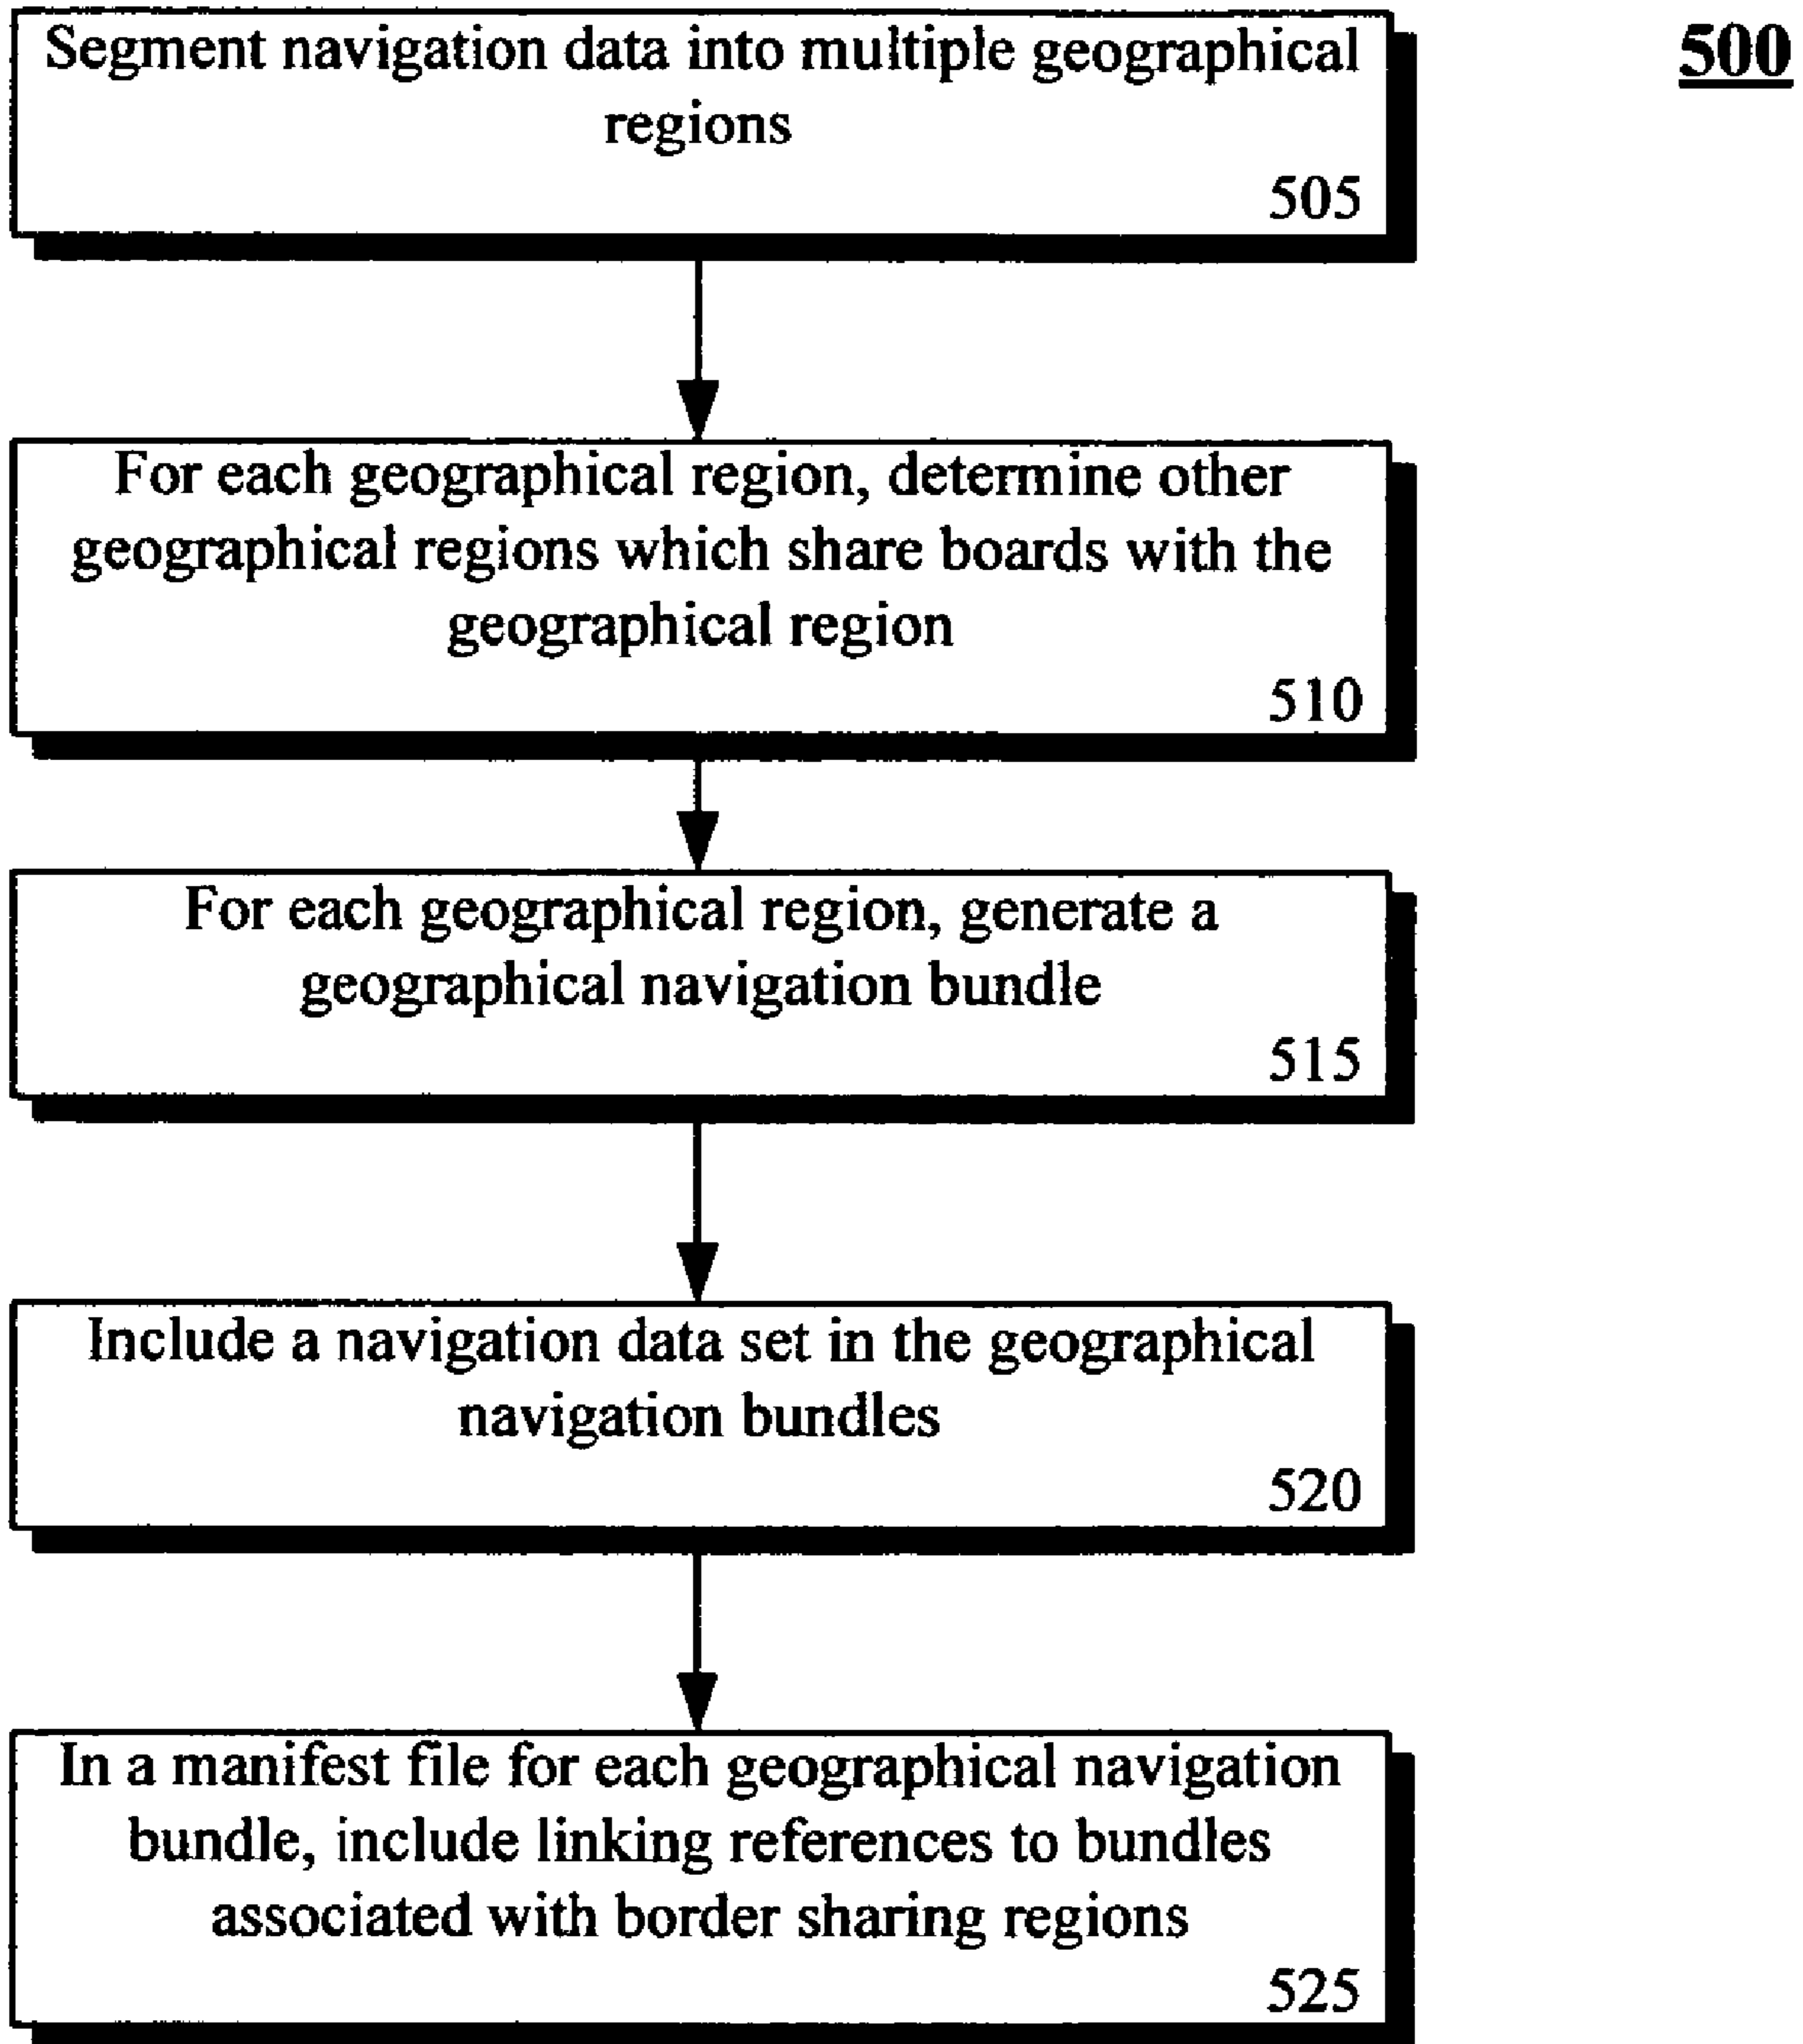 500
Segment navigation data into multiple geographical
regions
505
For each geographical region, determine other
geographical regions which share boards with the
geographical region
510
For each geographical region, generate a
geographical navigation bundle
515
Include a navigation data set in the geographical
navigation bundles
520
In a manifest file for each geographical navigation
bundle, include linking references to bundles
associated with border sharing regions
525